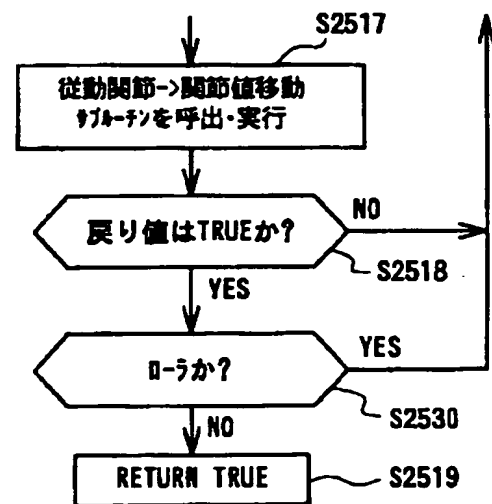 S2517
従動関節->関節値移動
ｻﾌﾞﾙｰﾁﾝを呼出・実行
戻り値はTRUEか?
NO
S2518
YES
ﾛｰﾗか?
YES
S2530
NO
RETURN TRUE
S2519